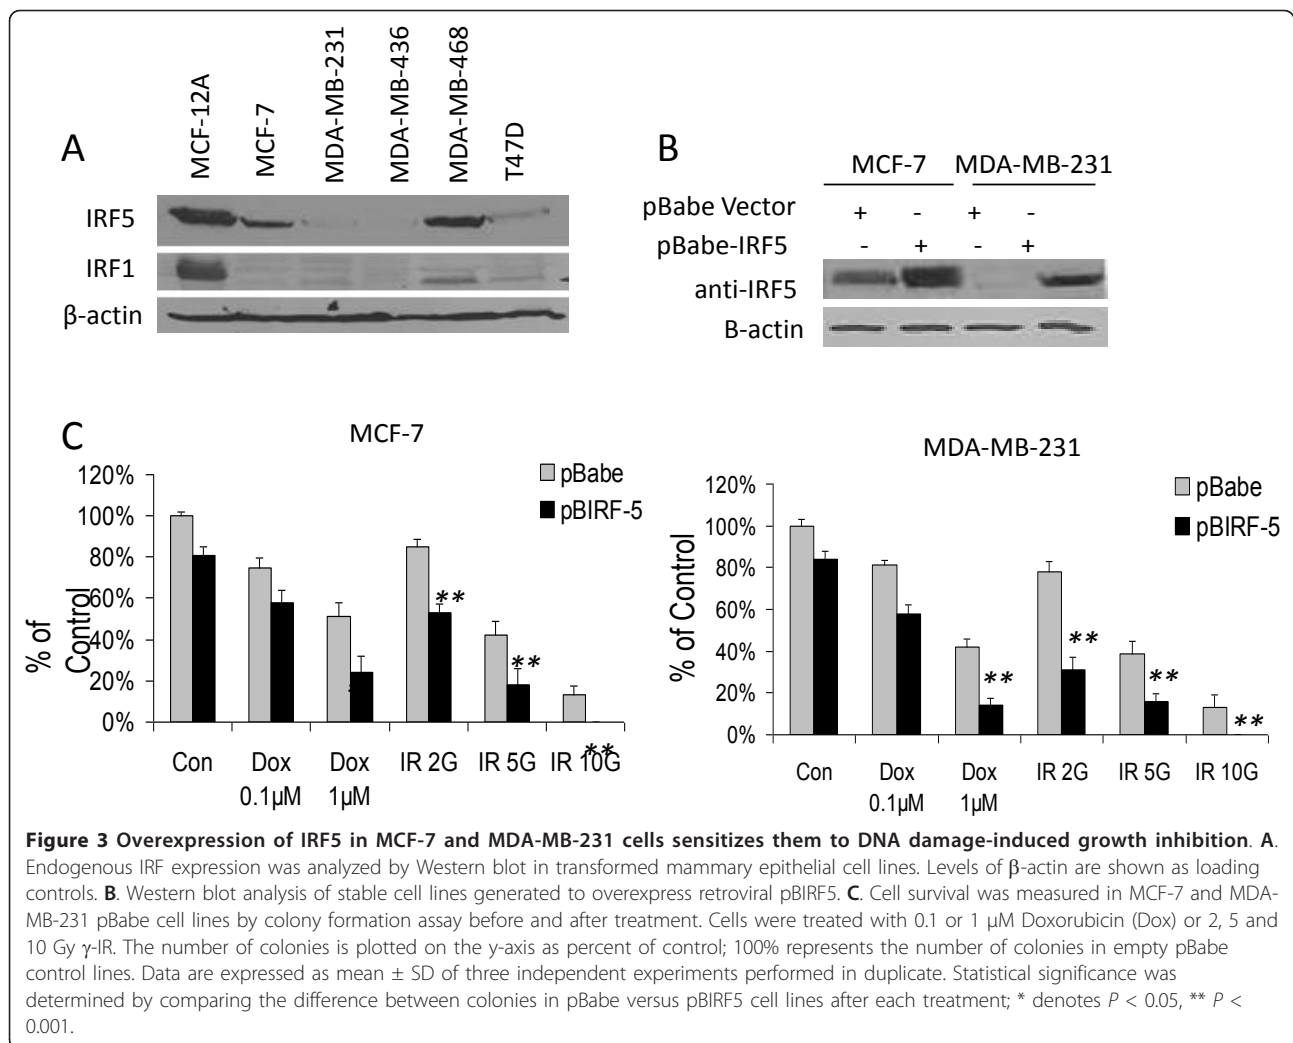 A
MCF-12A
MCF-7
MDA-MB-231
MDA-MB-436
MDA-MB-468
T47D
IRF5
IRF1
β-actin
B
MCF-7 MDA-MB-231
pBabe Vector + - + -
pBabe-IRF5 - + - +
anti-IRF5
B-actin
C
MCF-7
pBabe
pBIRF-5
% of Control
120%
100%
80%
60%
40%
20%
0%
**
**
**
Con
Dox 0.1µM
Dox 1µM
IR 2G
IR 5G
IR 10G
MDA-MB-231
pBabe
pBIRF-5
% of Control
120%
100%
80%
60%
40%
20%
0%
**
**
**
**
Con
Dox 0.1µM
Dox 1µM
IR 2G
IR 5G
IR 10G
Figure 3 Overexpression of IRF5 in MCF-7 and MDA-MB-231 cells sensitizes them to DNA damage-induced growth inhibition. A.
Endogenous IRF expression was analyzed by Western blot in transformed mammary epithelial cell lines. Levels of β-actin are shown as loading
controls. B. Western blot analysis of stable cell lines generated to overexpress retroviral pBIRF5. C. Cell survival was measured in MCF-7 and MDA-
MB-231 pBabe cell lines by colony formation assay before and after treatment. Cells were treated with 0.1 or 1 µM Doxorubicin (Dox) or 2, 5 and
10 Gy γ-IR. The number of colonies is plotted on the y-axis as percent of control; 100% represents the number of colonies in empty pBabe
control lines. Data are expressed as mean ± SD of three independent experiments performed in duplicate. Statistical significance was
determined by comparing the difference between colonies in pBabe versus pBIRF5 cell lines after each treatment; * denotes P < 0.05, ** P <
0.001.